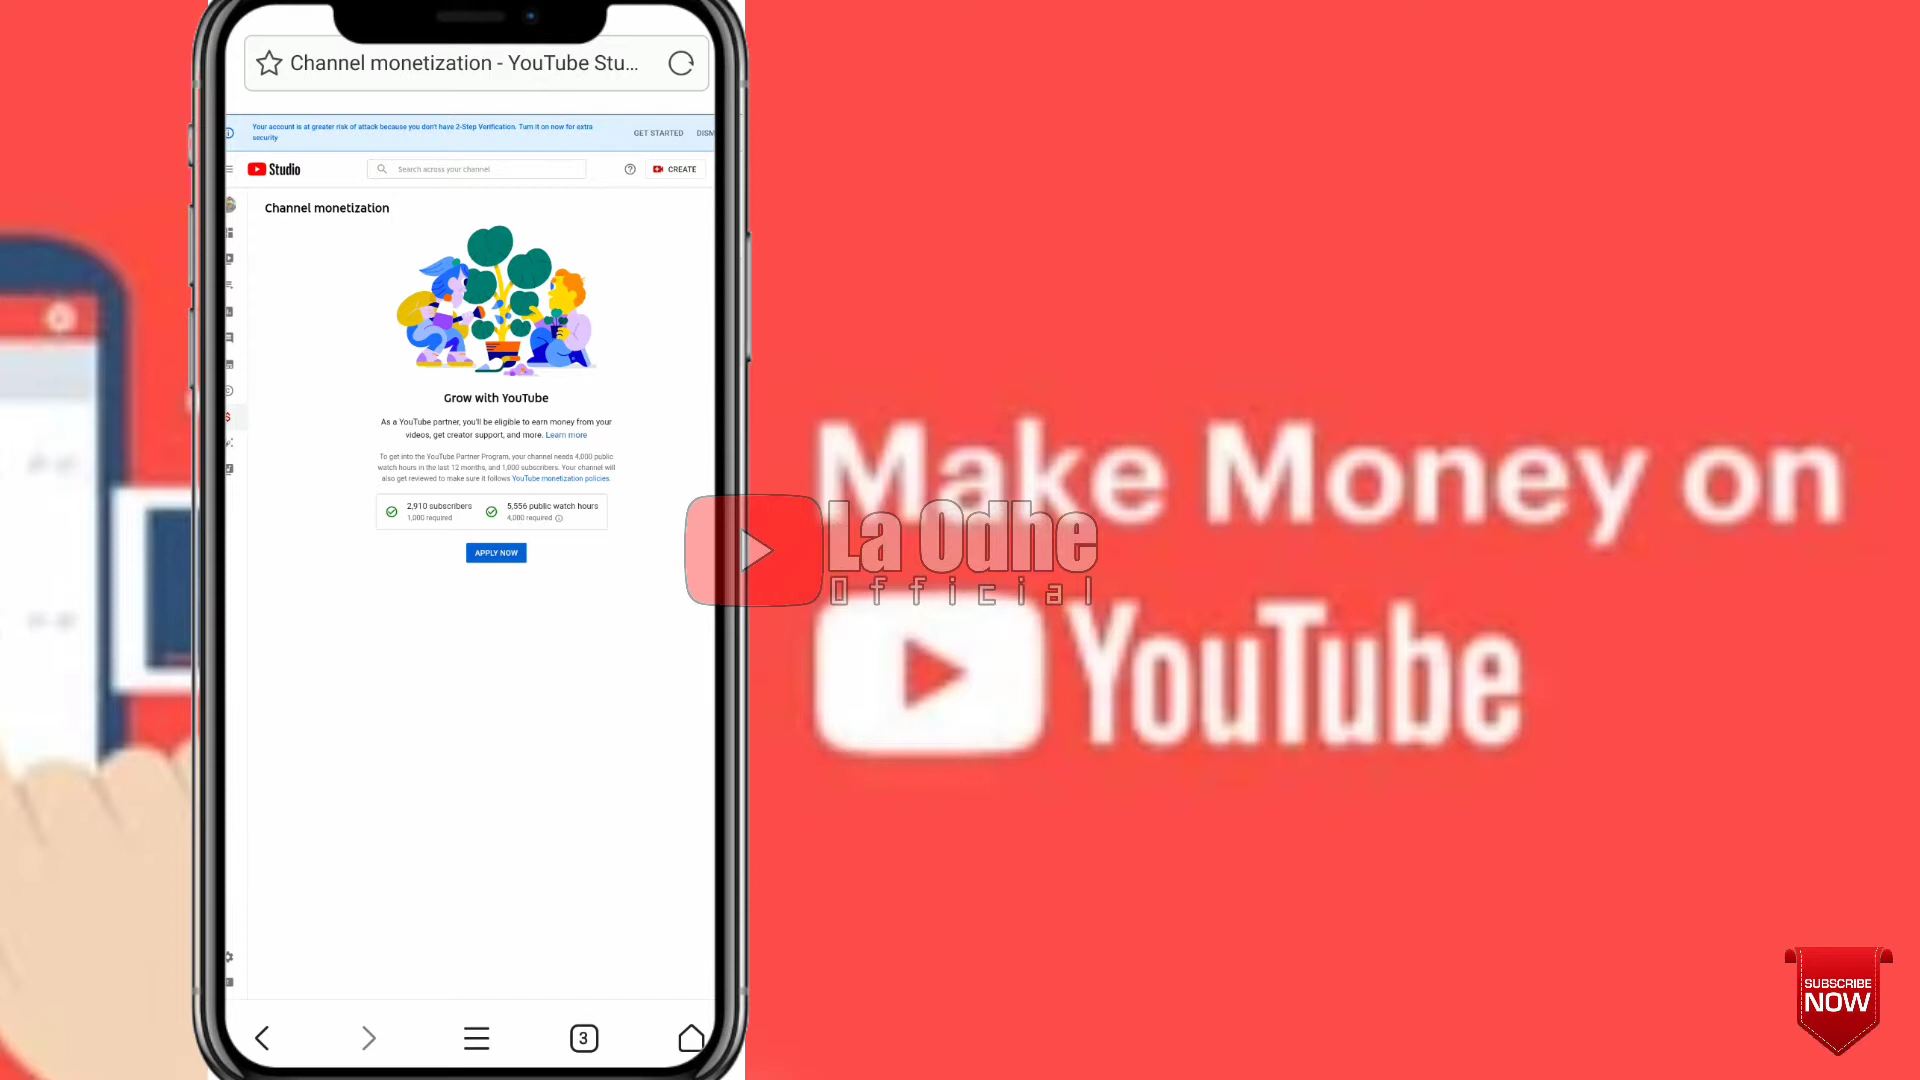 Channel monetization - YouTube Stu...
Your account is at greater risk of attack because you don't have 2-Step Verification. Turn it on now for extra
security
GET STARTED
DISM
Studio
Search across your channel
CREATE
Channel monetization
Grow with YouTube
As a YouTube partner, you'll be eligible to earn money from your
videos, get creator support, and more. Learn more
To get into the YouTube Partner Program, your channel needs 4,000 public
watch hours in the last 12 months, and 1,000 subscribers. Your channel will
also get reviewed to make sure it follows YouTube monetization policies.
2,910 subscribers
1,000 required
5,556 public watch hours
4,000 required
APPLY NOW
3
Make Money on
YouTube
La Odhe
Official
SUBSCRIBE
NOW